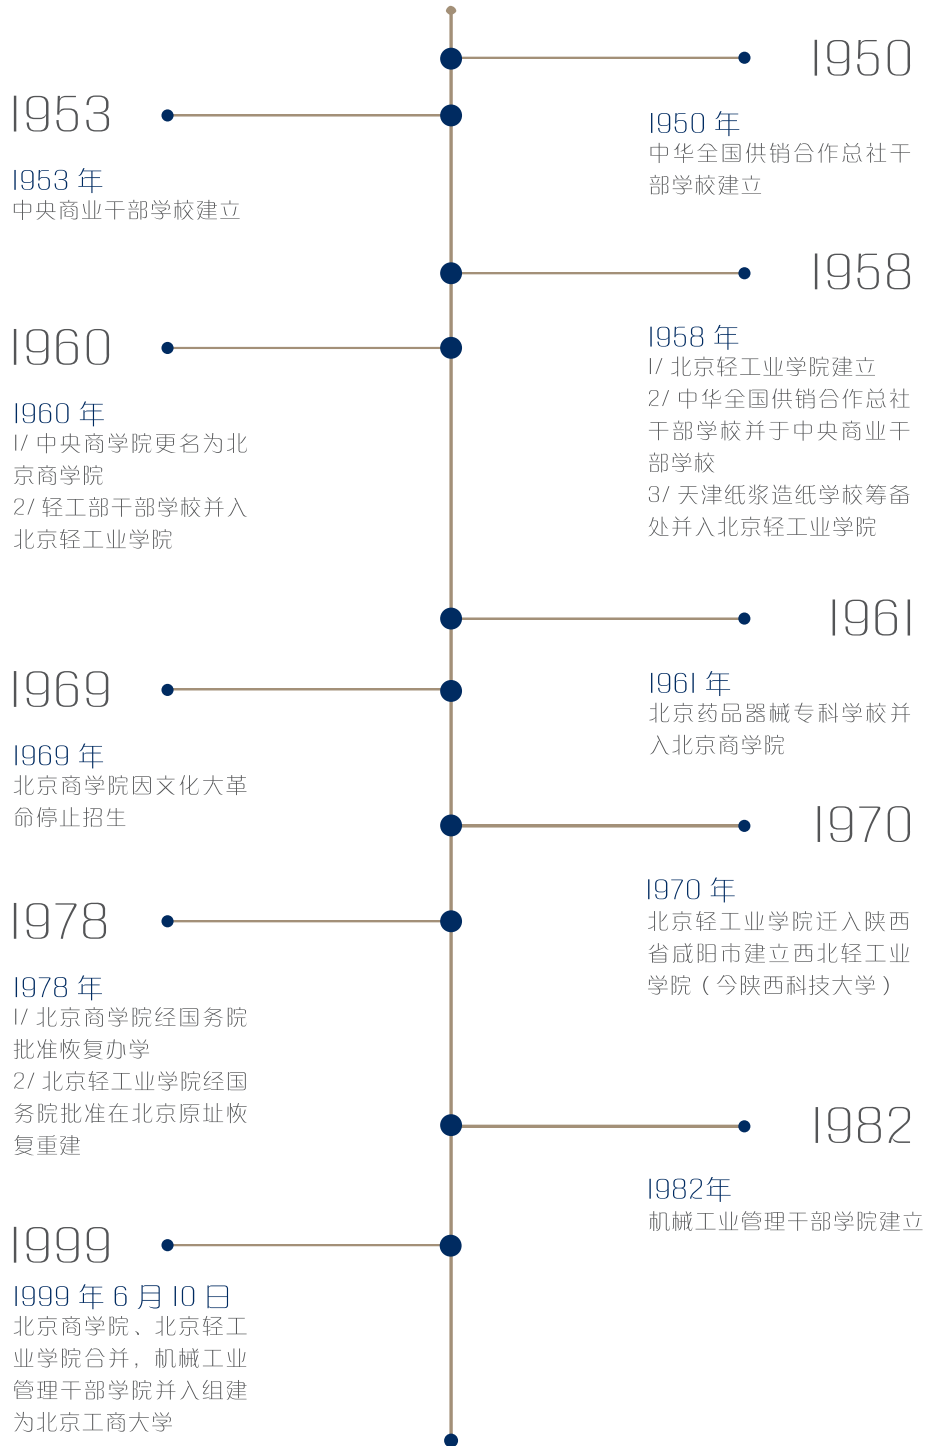 1950
1950 年
中华全国供销合作总社干
部学校建立
1953
1953 年
中央商业干部学校建立
1958
1958 年
1/ 北京轻工业学院建立
2/ 中华全国供销合作总社
干部学校并于中央商业干
部学校
3/ 天津纸浆造纸学校筹备
处并入北京轻工业学院
1960
1960 年
1/ 中央商学院更名为北
京商学院
2/ 轻工部干部学校并入
北京轻工业学院
1961
1961 年
北京药品器械专科学校并
入北京商学院
1969
1969 年
北京商学院因文化大革
命停止招生
1970
1970 年
北京轻工业学院迁入陕西
省咸阳市建立西北轻工业
学院（今陕西科技大学）
1978
1978 年
1/ 北京商学院经国务院
批准恢复办学
2/ 北京轻工业学院经国
务院批准在北京原址恢
复重建
1982
1982年
机械工业管理干部学院建立
1999
1999 年 6 月 10 日
北京商学院、北京轻工
业学院合并，机械工业
管理干部学院并入组建
为北京工商大学